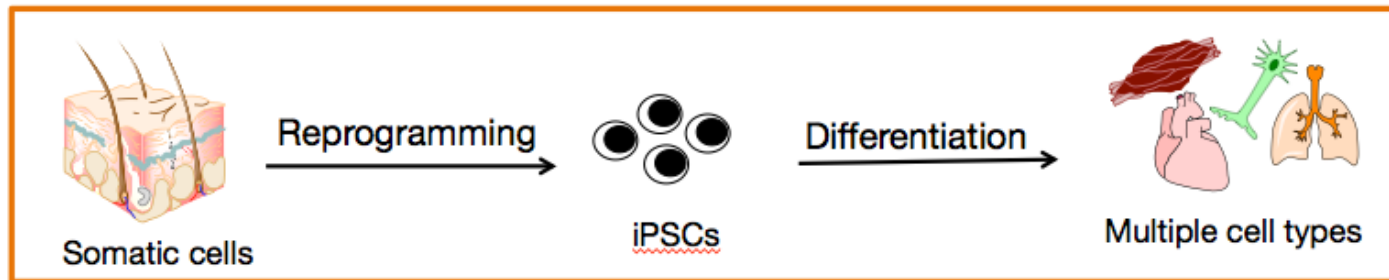 Reprogramming
Differentiation
Somatic cells
iPSCs
Multiple cell types